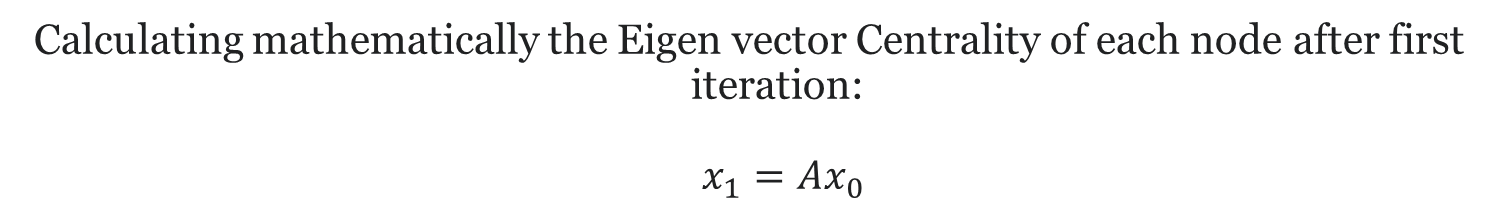 Calculating mathematically the Eigen vector Centrality of each node after first
iteration:
x₁ = Ax₀